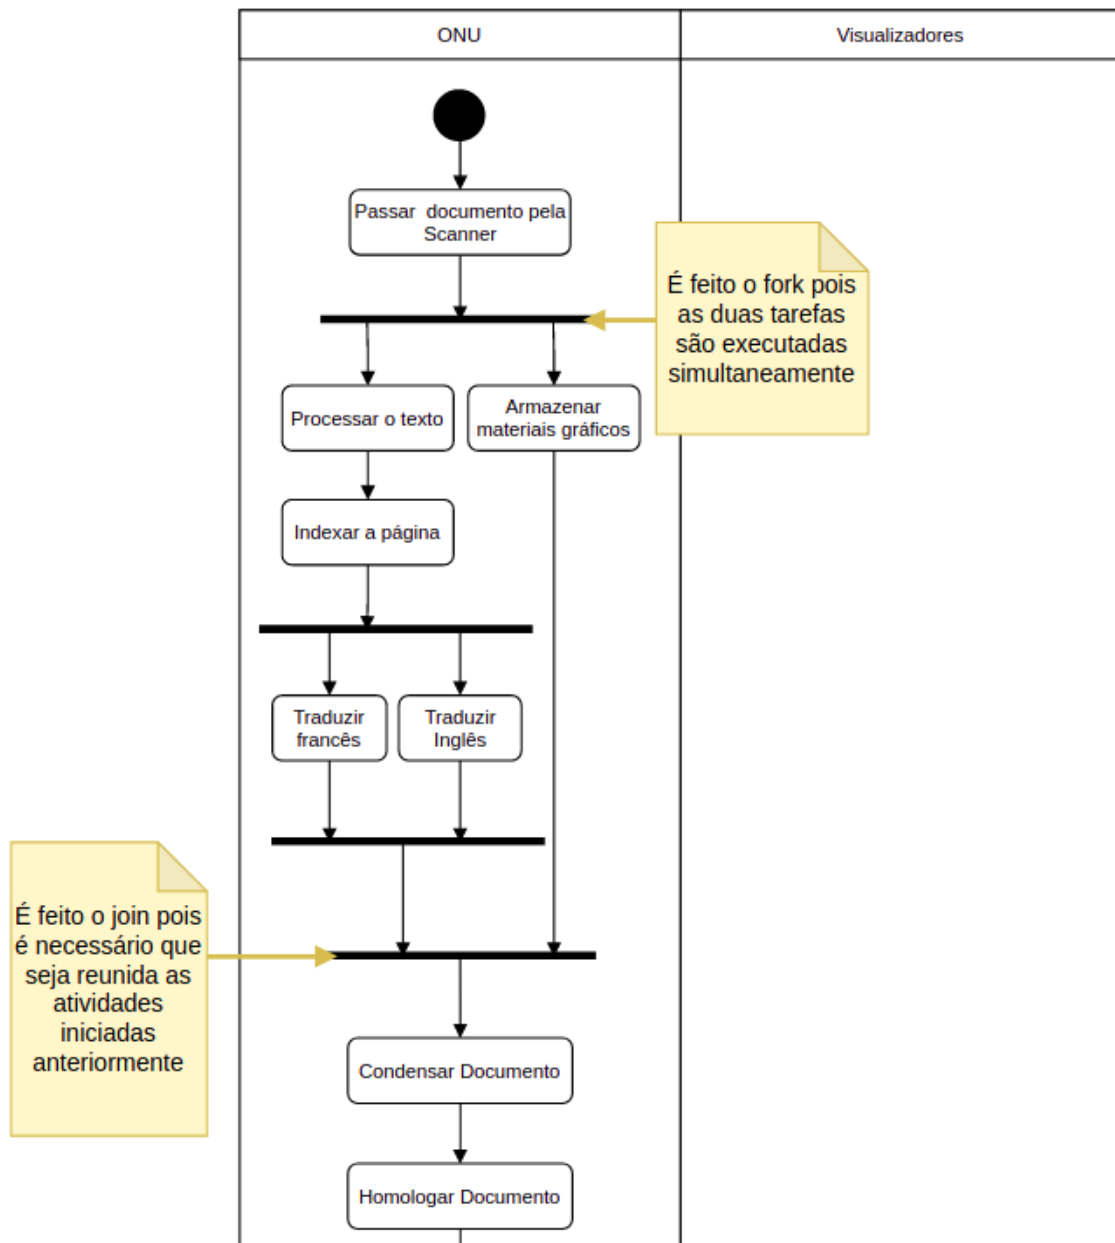 ONU
Visualizadores
Passar documento pela
Scanner
É feito o fork pois
as duas tarefas
são executadas
simultaneamente
Processar o texto
Armazenar
materiais gráficos
Indexar a página
Traduzir
francês
Traduzir
Inglês
É feito o join pois
é necessário que
seja reunida as
atividades
iniciadas
anteriormente
Condensar Documento
Homologar Documento